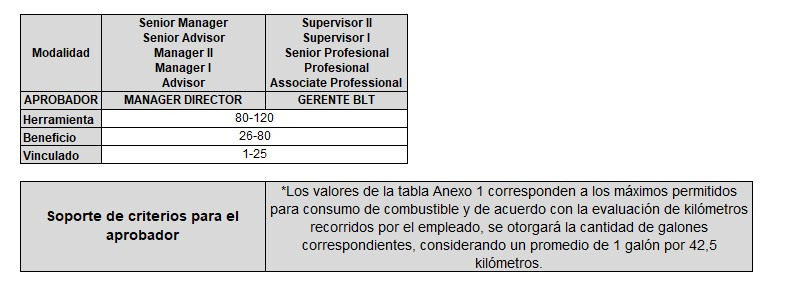 Modalidad
Senior Manager
Senior Advisor
Manager II
Manager I
Advisor
Supervisor II
Supervisor I
Senior Profesional
Profesional
Associate Professional
APROBADOR MANAGER DIRECTOR GERENTE BLT
Herramienta 80-120
Beneficio 26-80
Vinculado 1-25
Soporte de criterios para el
aprobador
*Los valores de la tabla Anexo 1 corresponden a los máximos permitidos
para consumo de combustible y de acuerdo con la evaluación de kilómetros
recorridos por el empleado, se otorgará la cantidad de galones
correspondientes, considerando un promedio de 1 galón por 42,5
kilómetros.